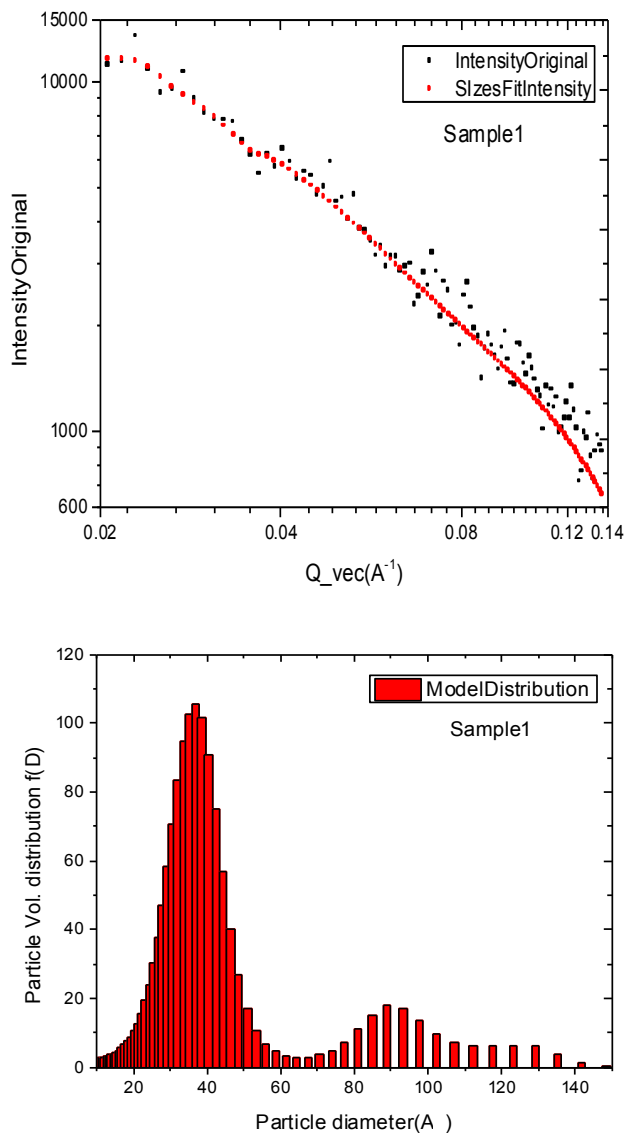 15000
10000
IntensityOriginal
SIzesFitIntensity
Sample1
IntensityOriginal
1000
600
0.02
0.04
0.08
0.12
0.14
Q_vec(A⁻¹)
120
ModelDistribution
Sample1
100
80
60
40
20
0
Particle Vol. distribution f(D)
20
40
60
80
100
120
140
Particle diameter(A )